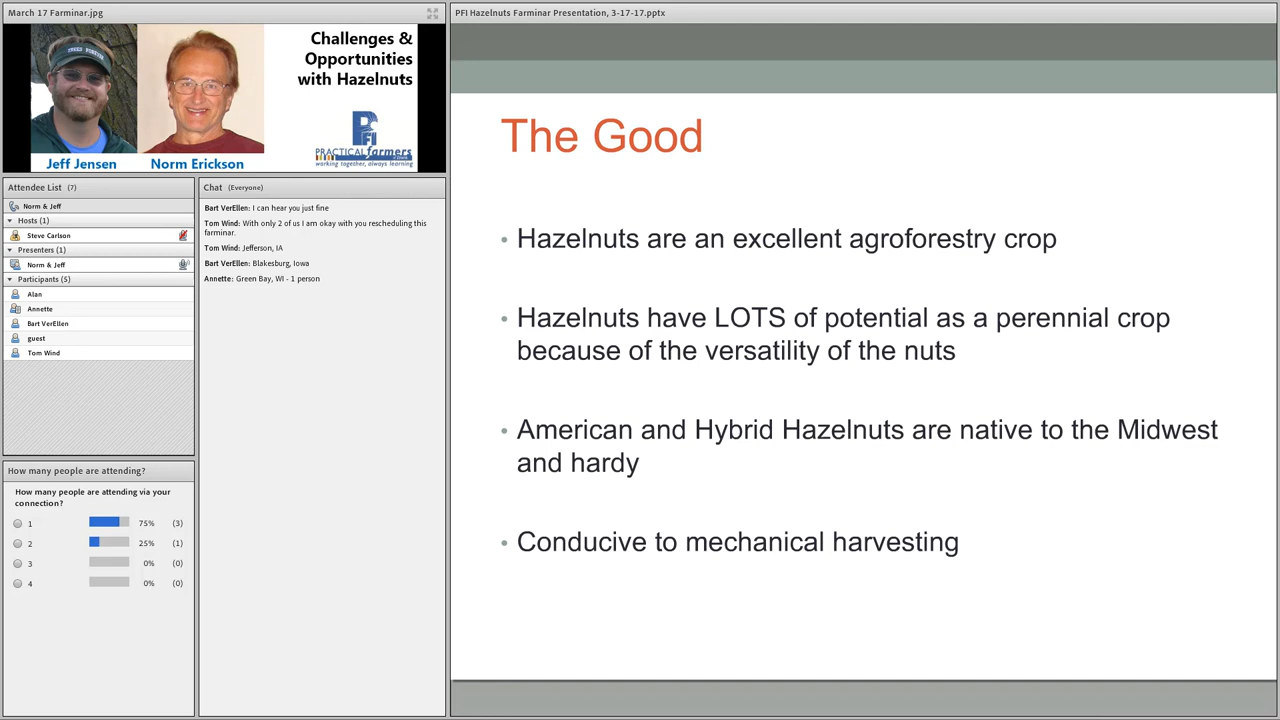 March 17 Farminar.jpg
Challenges &
Opportunities
with Hazelnuts
PFI
PRACTICAL farmers
working together, always learning
Jeff Jensen
Norm Erickson
Attendee List (7)
Norm & Jeff
Hosts (1)
Steve Carlson
Presenters (1)
Norm & Jeff
Participants (5)
Alan
Annette
Bart VerEllen
guest
Tom Wind
Chat (Everyone)
Bart VerEllen: I can hear you just fine
Tom Wind: With only 2 of us I am okay with you rescheduling this
farminar.
Tom Wind: Jefferson, IA
Bart VerEllen: Blakesburg, Iowa
Annette: Green Bay, WI - 1 person
How many people are attending?
How many people are attending via your
connection?
1 75% (3)
2 25% (1)
3 0% (0)
4 0% (0)
PFI Hazelnuts Farminar Presentation, 3-17-17.pptx
The Good
• Hazelnuts are an excellent agroforestry crop
• Hazelnuts have LOTS of potential as a perennial crop
because of the versatility of the nuts
• American and Hybrid Hazelnuts are native to the Midwest
and hardy
• Conducive to mechanical harvesting